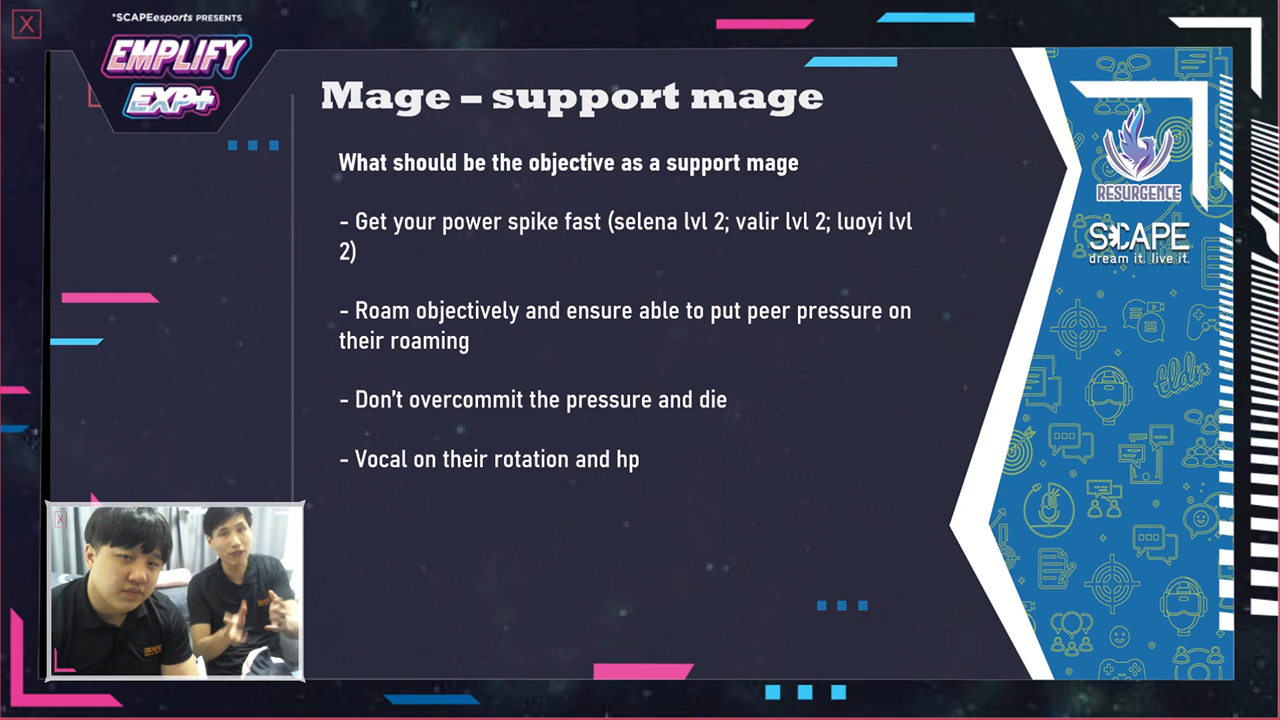 *SCAPEesports PRESENTS
EMPLIFY
EXP+
Mage – support mage
What should be the objective as a support mage
- Get your power spike fast (selena lvl 2; valir lvl 2; luoyi lvl
2)
- Roam objectively and ensure able to put peer pressure on
their roaming
- Don't overcommit the pressure and die
- Vocal on their rotation and hp
RESURGENCE
S*CAPE
dream it. live it.
tldr